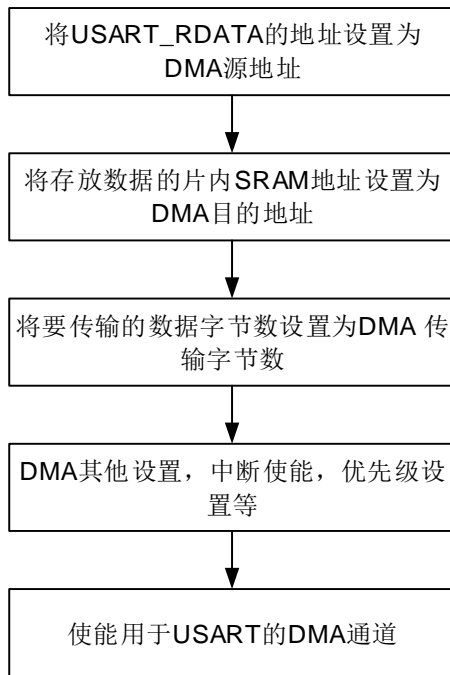 将USART_RDATA的地址设置为
DMA源地址
将存放数据的片内SRAM地址设置为
DMA目的地址
将要传输的数据字节数设置为DMA 传
输字节数
DMA其他设置，中断使能，优先级设
置等
使能用于USART的DMA通道